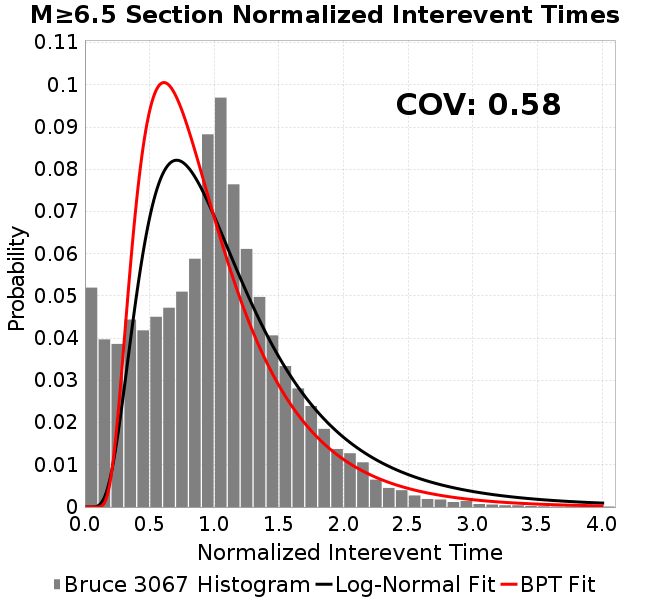 M≥6.5 Section Normalized Interevent Times
COV: 0.58
Probability
0.11
0.1
0.09
0.08
0.07
0.06
0.05
0.04
0.03
0.02
0.01
0
0.0 0.5 1.0 1.5 2.0 2.5 3.0 3.5 4.0
Normalized Interevent Time
Bruce 3067 Histogram Log-Normal Fit BPT Fit